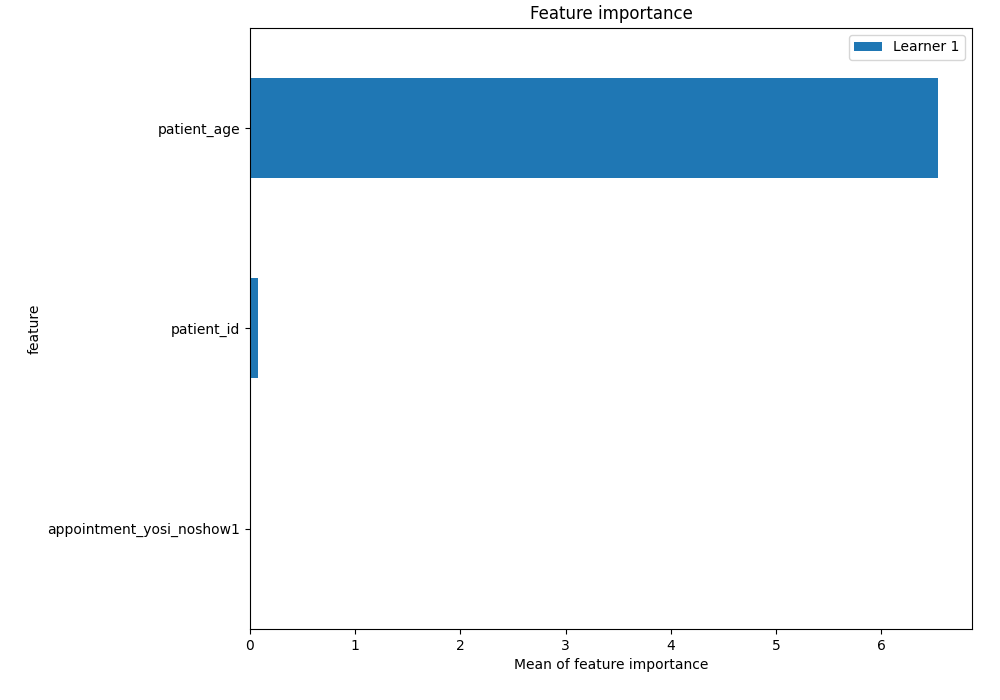 Feature importance
Learner 1
patient_age
patient_id
appointment_yosi_noshow1
feature
0 1 2 3 4 5 6
Mean of feature importance